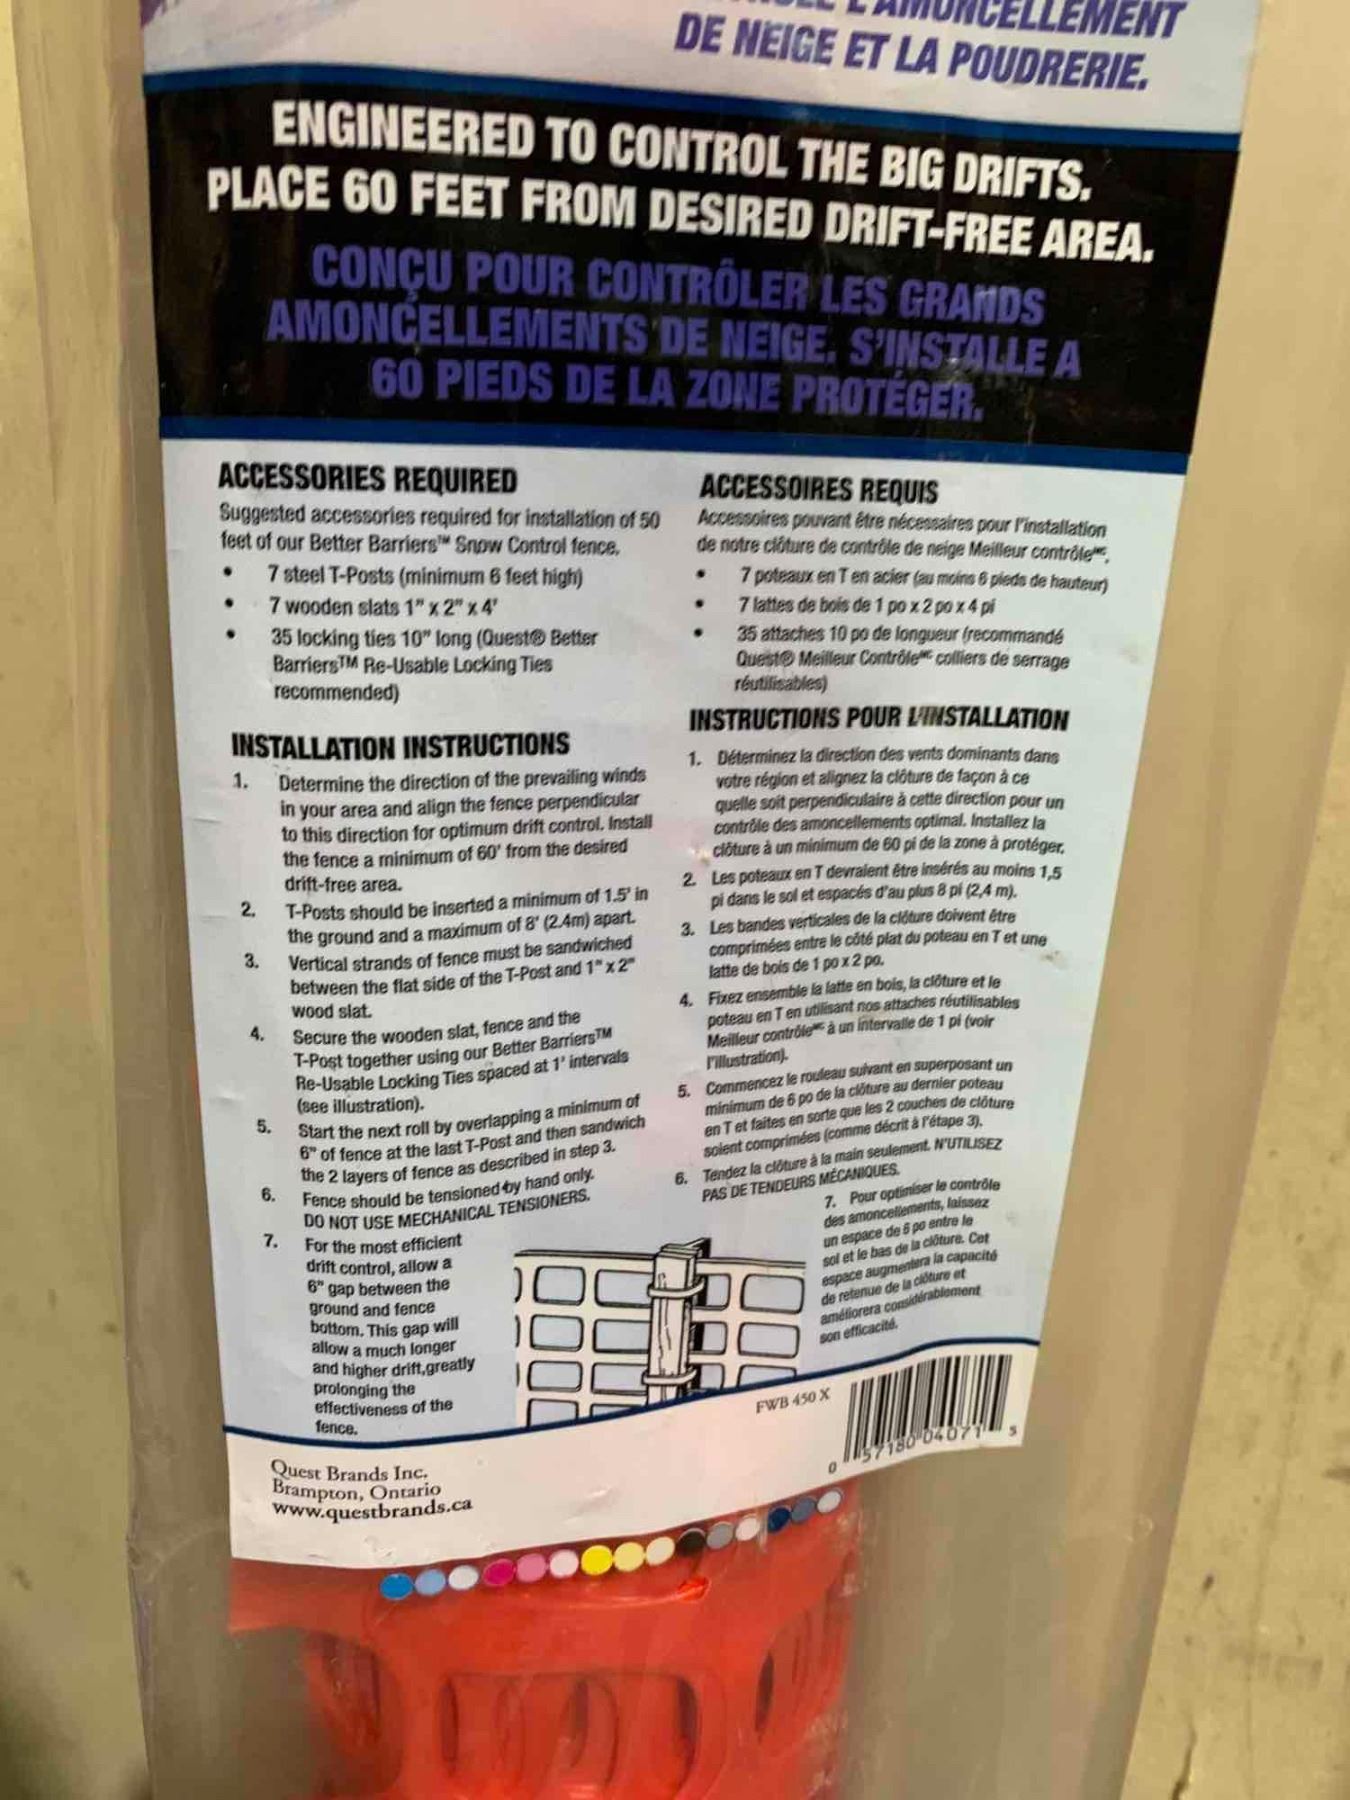 L'AMONCELLEMENT
DE NEIGE ET LA POUDRERIE.
ENGINEERED TO CONTROL THE BIG DRIFTS.
PLACE 60 FEET FROM DESIRED DRIFT-FREE AREA.
CONÇU POUR CONTRÔLER LES GRANDS
AMONCELLEMENTS DE NEIGE. S'INSTALLE A
60 PIEDS DE LA ZONE PROTÉGER.
ACCESSORIES REQUIRED
Suggested accessories required for installation of 50
feet of our Better Barriers™ Snow Control fence.
• 7 steel T-Posts (minimum 6 feet high)
• 7 wooden slats 1" x 2" x 4'
• 35 locking ties 10" long (Quest® Better
Barriers™ Re-Usable Locking Ties
recommended)
INSTALLATION INSTRUCTIONS
1. Determine the direction of the prevailing winds
in your area and align the fence perpendicular
to this direction for optimum drift control. Install
the fence a minimum of 60' from the desired
drift-free area.
2. T-Posts should be inserted a minimum of 1.5' in
the ground and a maximum of 8' (2.4m) apart.
3. Vertical strands of fence must be sandwiched
between the flat side of the T-Post and 1" x 2"
wood slat.
4. Secure the wooden slat, fence and the
T-Post together using our Better Barriers™
Re-Usable Locking Ties spaced at 1' intervals
(see illustration).
5. Start the next roll by overlapping a minimum of
6" of fence at the last T-Post and then sandwich
the 2 layers of fence as described in step 3.
6. Fence should be tensioned by hand only.
DO NOT USE MECHANICAL TENSIONERS.
7. For the most efficient
drift control, allow a
6" gap between the
ground and fence
bottom. This gap will
allow a much longer
and higher drift,greatly
prolonging the
effectiveness of the
fence.
ACCESSOIRES REQUIS
Accessoires pouvant être nécessaires pour l'installation
de notre clôture de contrôle de neige Meilleur contrôleᴹᶜ.
• 7 poteaux en T en acier (au moins 6 pieds de hauteur)
• 7 lattes de bois de 1 po x 2 po x 4 pi
• 35 attaches 10 po de longueur (recommandé
Quest® Meilleur Contrôleᴹᶜ colliers de serrage
réutilisables)
INSTRUCTIONS POUR L'INSTALLATION
1. Déterminez la direction des vents dominants dans
votre région et alignez la clôture de façon à ce
quelle soit perpendiculaire à cette direction pour un
contrôle des amoncellements optimal. Installez la
clôture à un minimum de 60 pi de la zone à protéger.
2. Les poteaux en T devraient être insérés au moins 1,5
pi dans le sol et espacés d'au plus 8 pi (2,4 m).
3. Les bandes verticales de la clôture doivent être
comprimées entre le côté plat du poteau en T et une
latte de bois de 1 po x 2 po.
4. Fixez ensemble la latte en bois, la clôture et le
poteau en T en utilisant nos attaches réutilisables
Meilleur contrôleᴹᶜ à un intervalle de 1 pi (voir
l'illustration).
5. Commencez le rouleau suivant en superposant un
minimum de 6 po de la clôture au dernier poteau
en T et faites en sorte que les 2 couches de clôture
soient comprimées (comme décrit à l'étape 3).
6. Tendez la clôture à la main seulement. N'UTILISEZ
PAS DE TENDEURS MÉCANIQUES.
7. Pour optimiser le contrôle
des amoncellements, laissez
un espace de 6 po entre le
sol et le bas de la clôture. Cet
espace augmentera la capacité
de retenue de la clôture et
améliorera considérablement
son efficacité.
FWB 450 X
0 57180 04071 5
Quest Brands Inc.
Brampton, Ontario
www.questbrands.ca